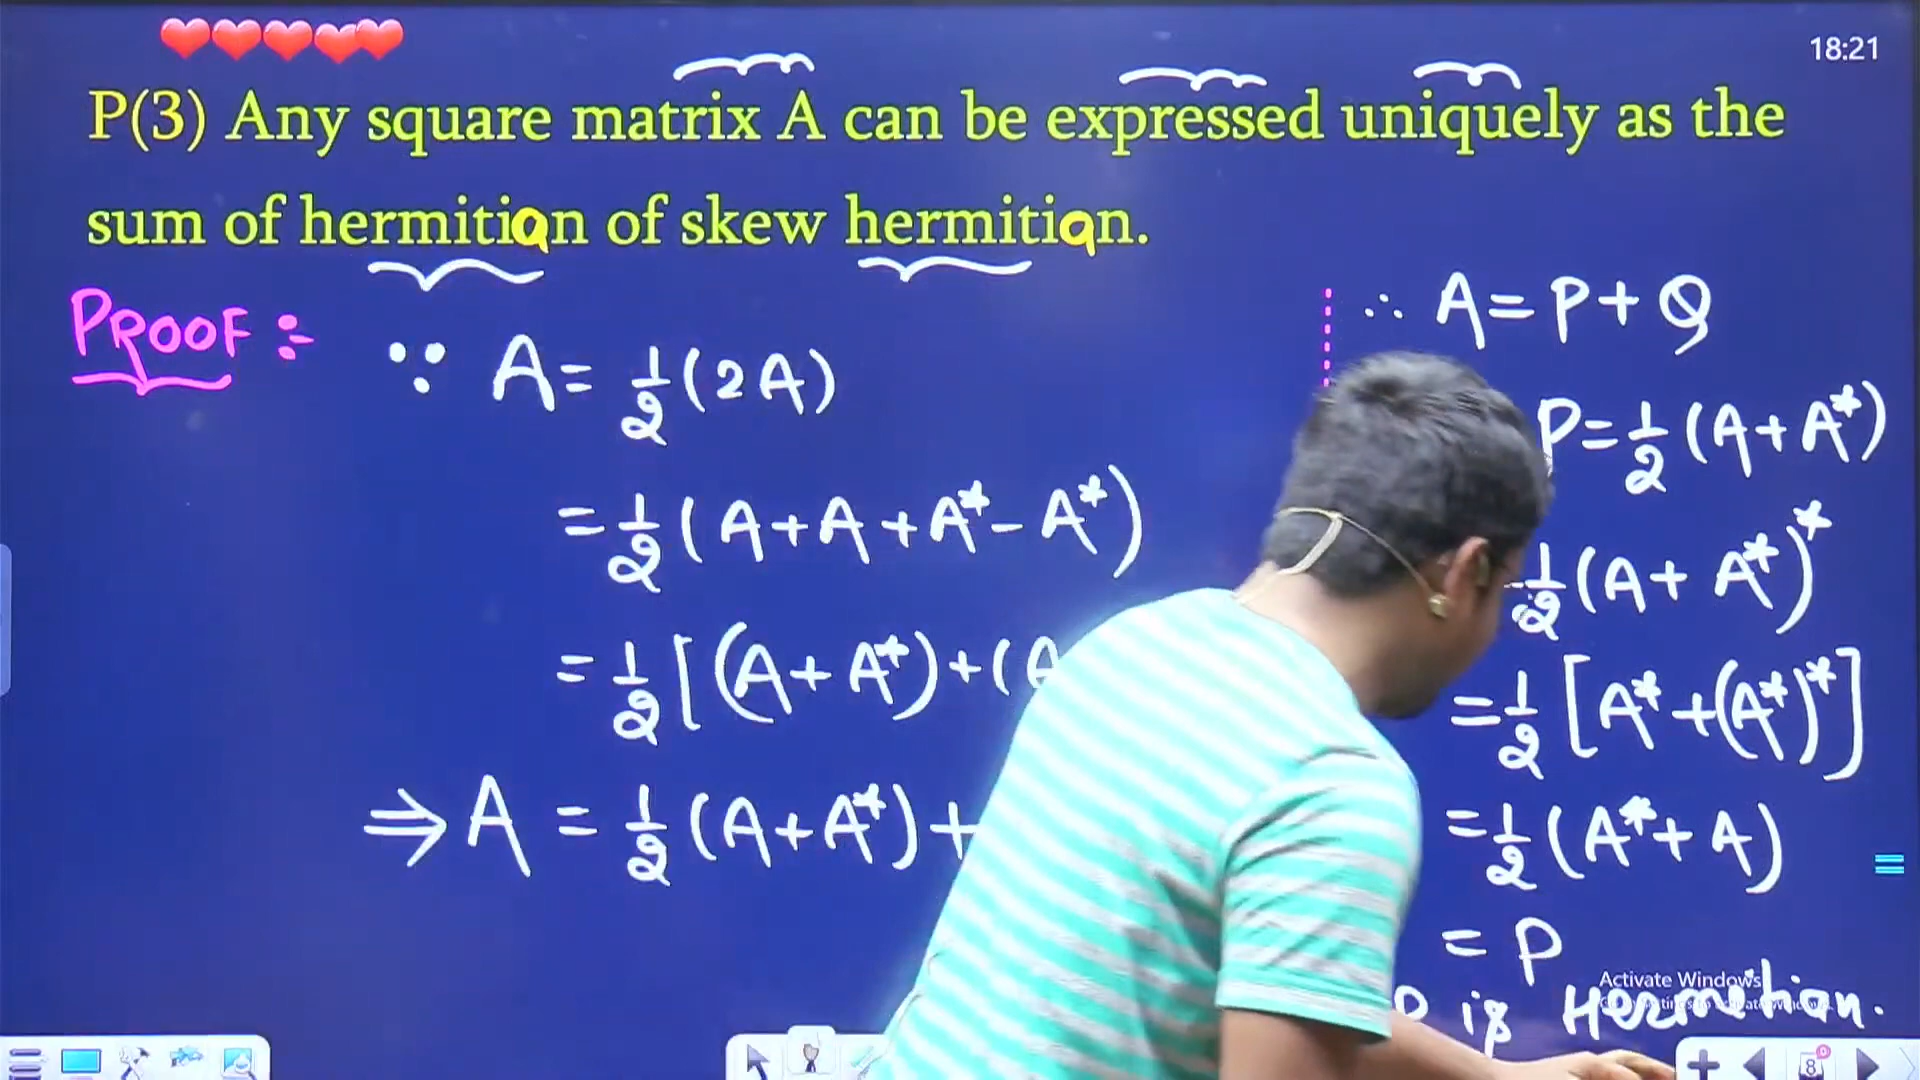 18:21
P(3) Any square matrix A can be expressed uniquely as the
sum of hermitian of skew hermitian.
PROOF :-
∵ A = 1/2 (2A)
= 1/2 (A + A + A* - A*)
= 1/2 [(A + A*) + (A
⇒ A = 1/2 (A + A*) +
∴ A = P + Q
P = 1/2 (A + A*)
1/2 (A + A*)*
= 1/2 [A* + (A*)*]
= 1/2 (A* + A)
= P
P is Hermitian.
Activate Windows
8